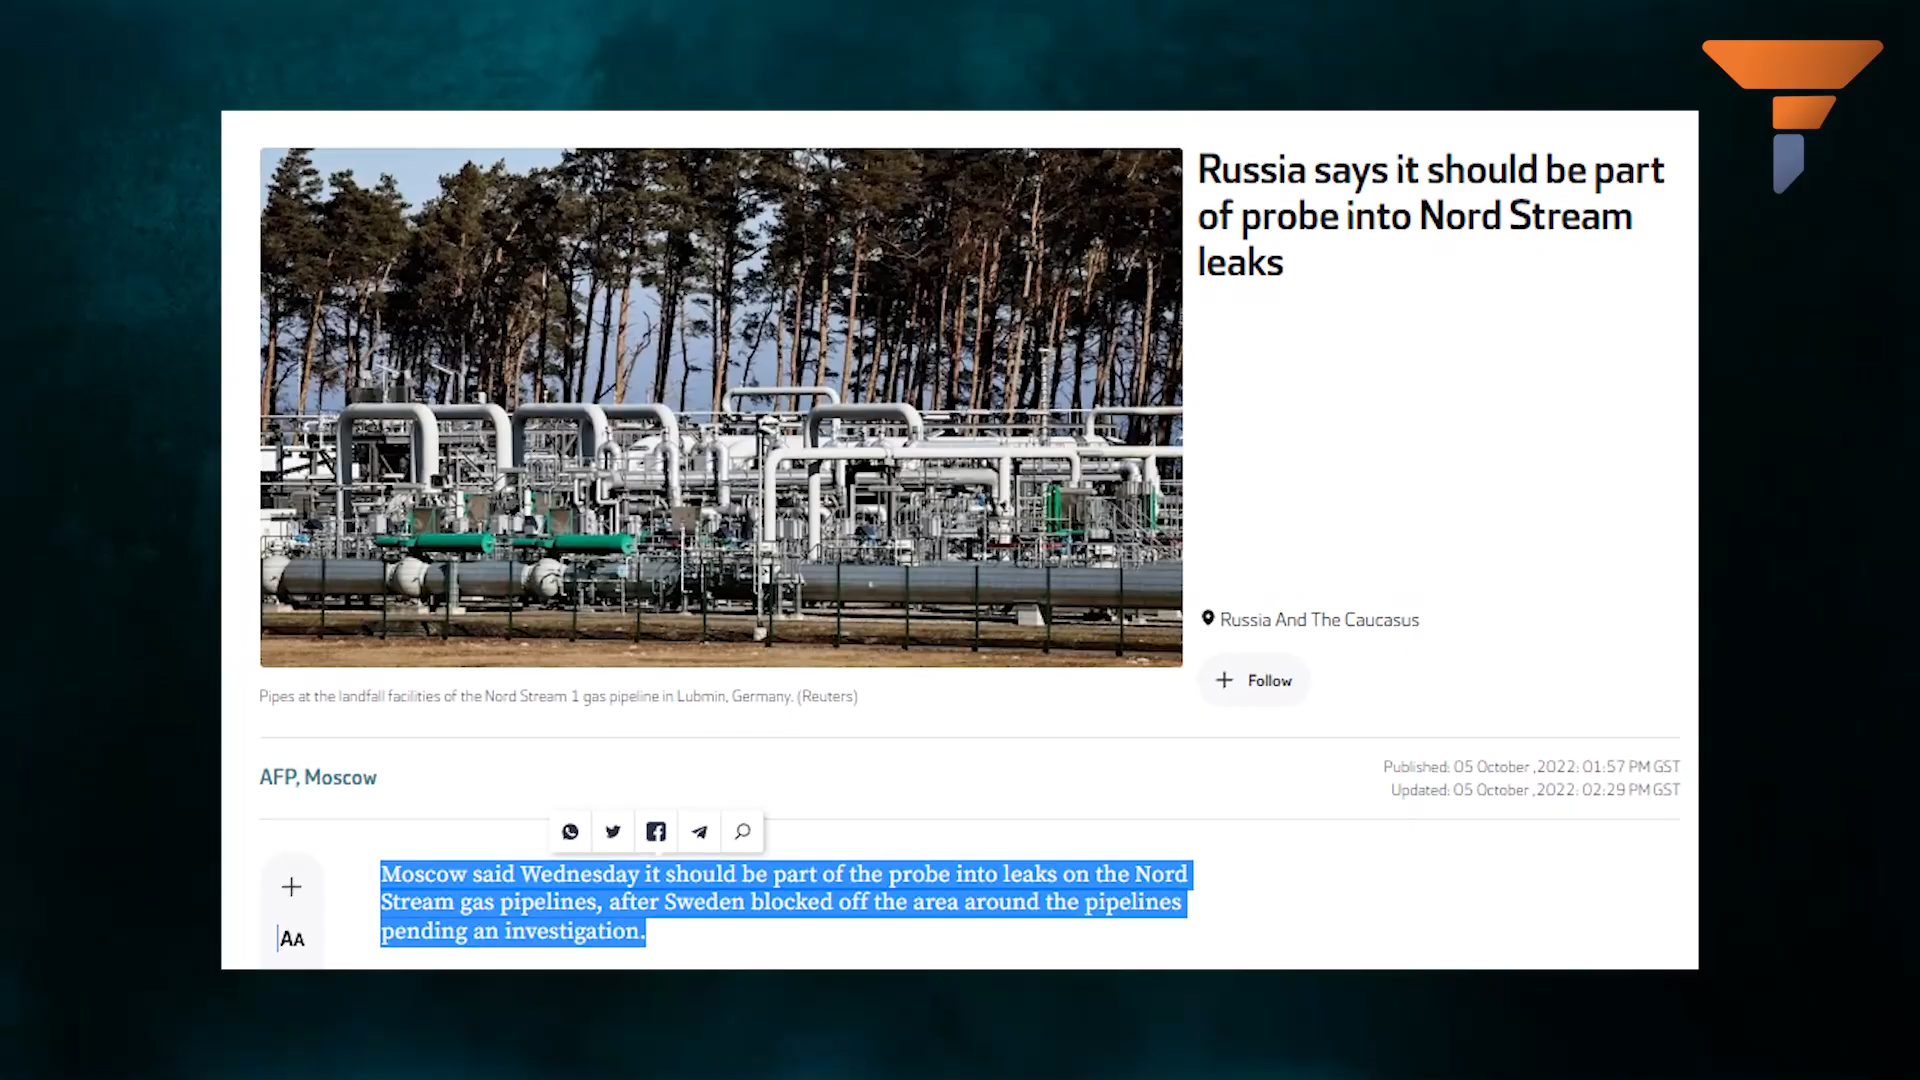 Russia says it should be part
of probe into Nord Stream
leaks
Russia And The Caucasus
+ Follow
Pipes at the landfall facilities of the Nord Stream 1 gas pipeline in Lubmin, Germany. (Reuters)
AFP, Moscow
Published: 05 October ,2022: 01:57 PM GST
Updated: 05 October ,2022: 02:29 PM GST
+
AA
Moscow said Wednesday it should be part of the probe into leaks on the Nord
Stream gas pipelines, after Sweden blocked off the area around the pipelines
pending an investigation.